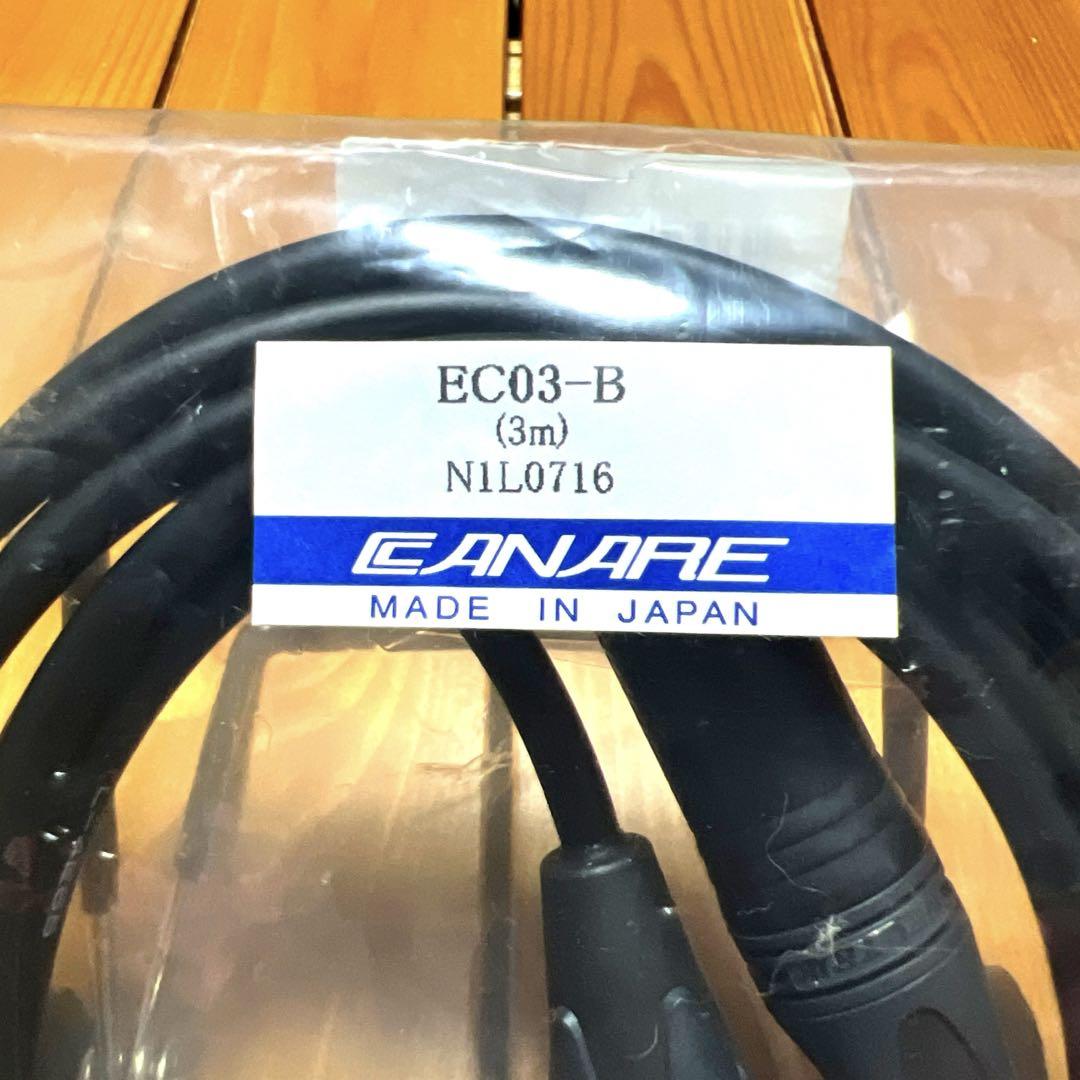 EC03-B
(3m)
N1L0716
CANARE
MADE IN JAPAN